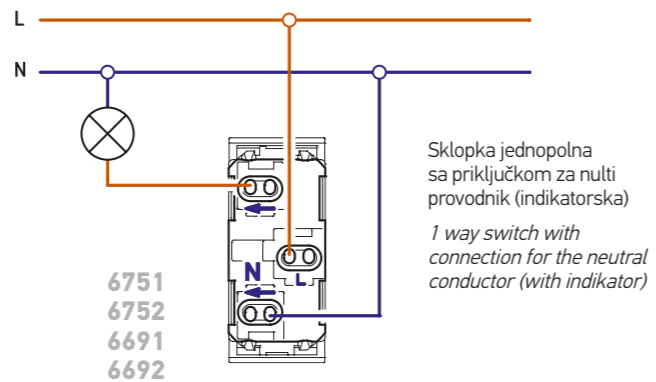 L
N
Sklopka jednopolna
sa priključkom za nulti
provodnik (indikatorska)
1 way switch with
connection for the neutral
conductor (with indikator)
N
L
6751
6752
6691
6692